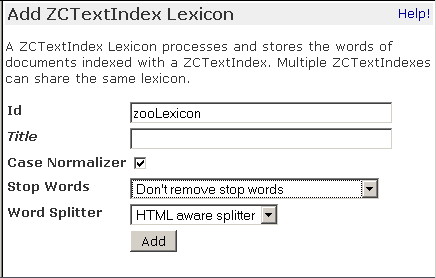 Add ZCTextIndex Lexicon Help!
A ZCTextIndex Lexicon processes and stores the words of
documents indexed with a ZCTextIndex. Multiple ZCTextIndexes
can share the same lexicon.
Id zooLexicon
Title
Case Normalizer
Stop Words Don't remove stop words
Word Splitter HTML aware splitter
Add